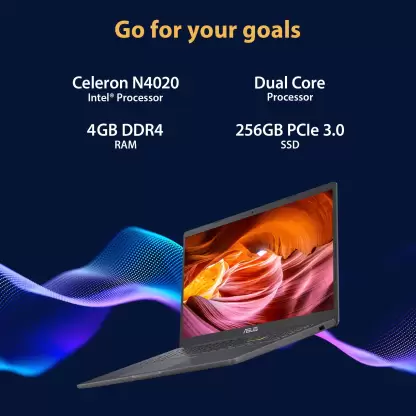 Go for your goals
Celeron N4020
Intel® Processor
Dual Core
Processor
4GB DDR4
RAM
256GB PCIe 3.0
SSD
ASUS